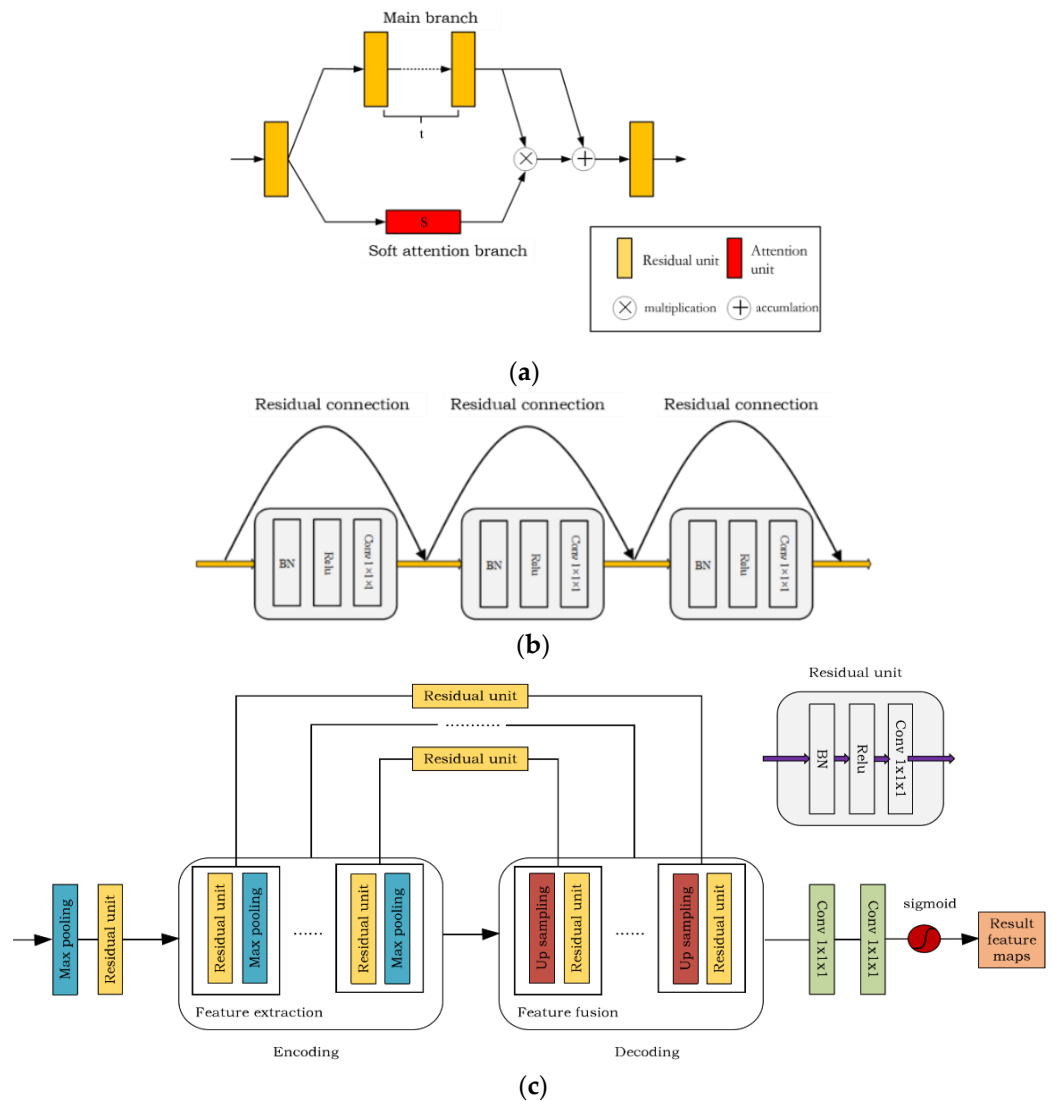 Main branch
t
S
Soft attention branch
Residual unit
Attention unit
multiplication
accumlation
(a)
Residual connection
Residual connection
Residual connection
BN
Relu
Conv 1×1×1
BN
Relu
Conv 1×1×1
BN
Relu
Conv 1×1×1
(b)
Residual unit
..........
Residual unit
Residual unit
BN
Relu
Conv 1x1x1
Max pooling
Residual unit
Residual unit
Max pooling
......
Residual unit
Max pooling
Feature extraction
Encoding
Up sampling
Residual unit
......
Up sampling
Residual unit
Feature fusion
Decoding
Conv 1x1x1
Conv 1x1x1
sigmoid
Result
feature
maps
(c)